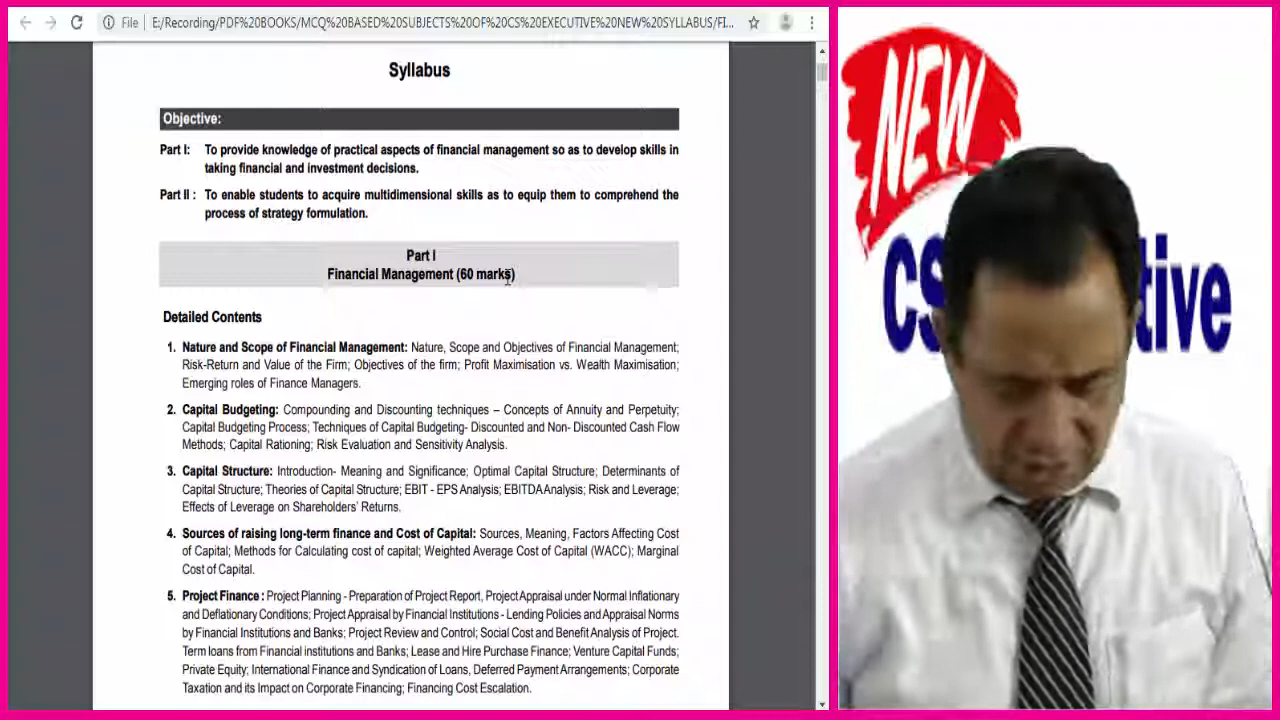 File E:/Recording/PDF%20BOOKS/MCQ%20BASED%20SUBJECTS%20OF%20CS%20EXECUTIVE%20NEW%20SYLLABUS/FI...
Syllabus
Objective:
Part I: To provide knowledge of practical aspects of financial management so as to develop skills in
taking financial and investment decisions.
Part II : To enable students to acquire multidimensional skills as to equip them to comprehend the
process of strategy formulation.
Part I
Financial Management (60 marks)
Detailed Contents
1. Nature and Scope of Financial Management: Nature, Scope and Objectives of Financial Management;
Risk-Return and Value of the Firm; Objectives of the firm; Profit Maximisation vs. Wealth Maximisation;
Emerging roles of Finance Managers.
2. Capital Budgeting: Compounding and Discounting techniques – Concepts of Annuity and Perpetuity;
Capital Budgeting Process; Techniques of Capital Budgeting- Discounted and Non- Discounted Cash Flow
Methods; Capital Rationing; Risk Evaluation and Sensitivity Analysis.
3. Capital Structure: Introduction- Meaning and Significance; Optimal Capital Structure; Determinants of
Capital Structure; Theories of Capital Structure; EBIT - EPS Analysis; EBITDA Analysis; Risk and Leverage;
Effects of Leverage on Shareholders' Returns.
4. Sources of raising long-term finance and Cost of Capital: Sources, Meaning, Factors Affecting Cost
of Capital; Methods for Calculating cost of capital; Weighted Average Cost of Capital (WACC); Marginal
Cost of Capital.
5. Project Finance : Project Planning - Preparation of Project Report, Project Appraisal under Normal Inflationary
and Deflationary Conditions; Project Appraisal by Financial Institutions - Lending Policies and Appraisal Norms
by Financial Institutions and Banks; Project Review and Control; Social Cost and Benefit Analysis of Project.
Term loans from Financial institutions and Banks; Lease and Hire Purchase Finance; Venture Capital Funds;
Private Equity; International Finance and Syndication of Loans, Deferred Payment Arrangements; Corporate
Taxation and its Impact on Corporate Financing; Financing Cost Escalation.
NEW
CS tive